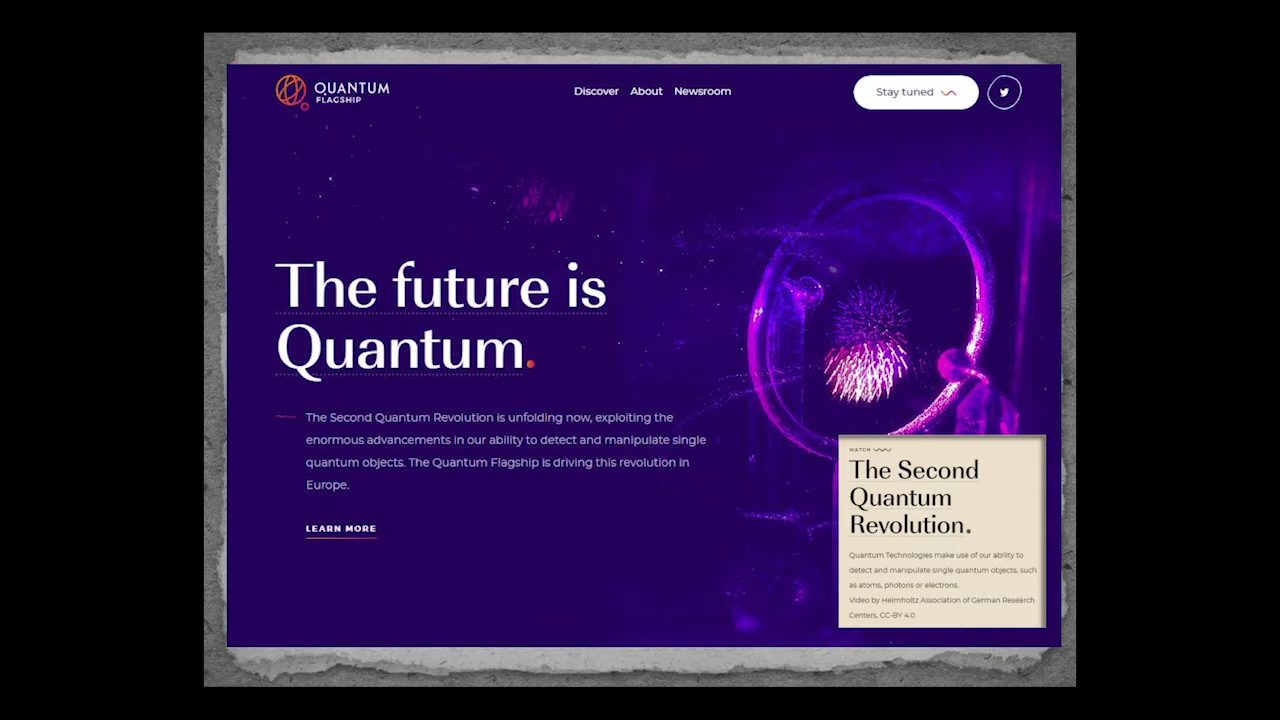 QUANTUM
FLAGSHIP
Discover About Newsroom
Stay tuned
The future is
Quantum.
The Second Quantum Revolution is unfolding now, exploiting the
enormous advancements in our ability to detect and manipulate single
quantum objects. The Quantum Flagship is driving this revolution in
Europe.
LEARN MORE
WATCH
The Second
Quantum
Revolution.
Quantum Technologies make use of our ability to
detect and manipulate single quantum objects, such
as atoms, photons or electrons.
Video by Helmholtz Association of German Research
Centers, CC-BY 4.0